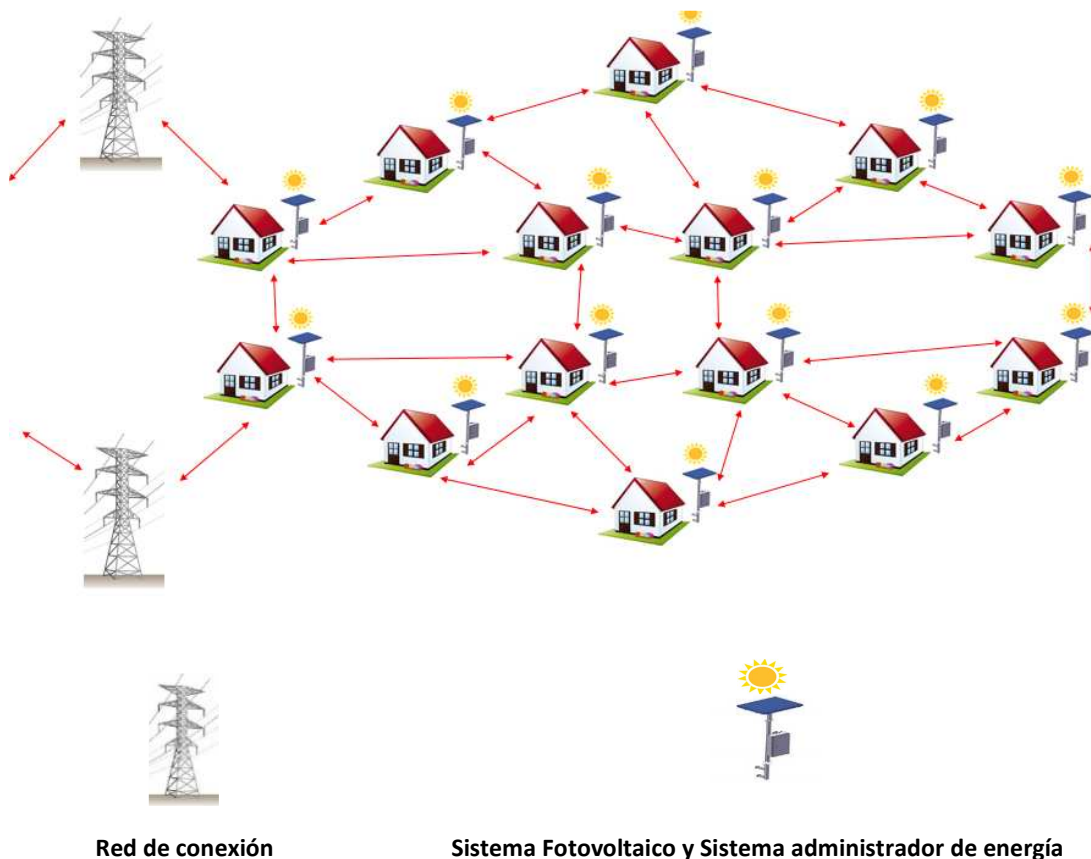 Red de conexión
Sistema Fotovoltaico y Sistema administrador de energía